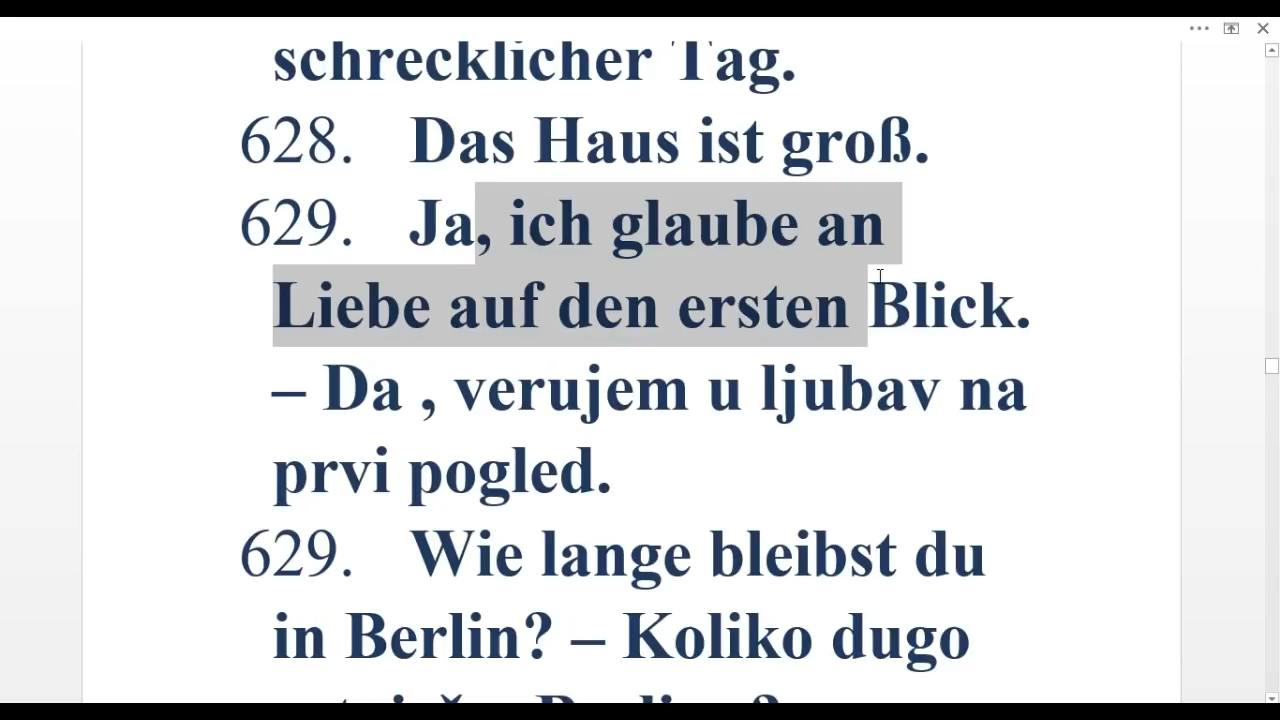 schrecklicher Tag.
628. Das Haus ist groß.
629. Ja, ich glaube an
Liebe auf den ersten Blick.
– Da , verujem u ljubav na
prvi pogled.
629. Wie lange bleibst du
in Berlin? – Koliko dugo